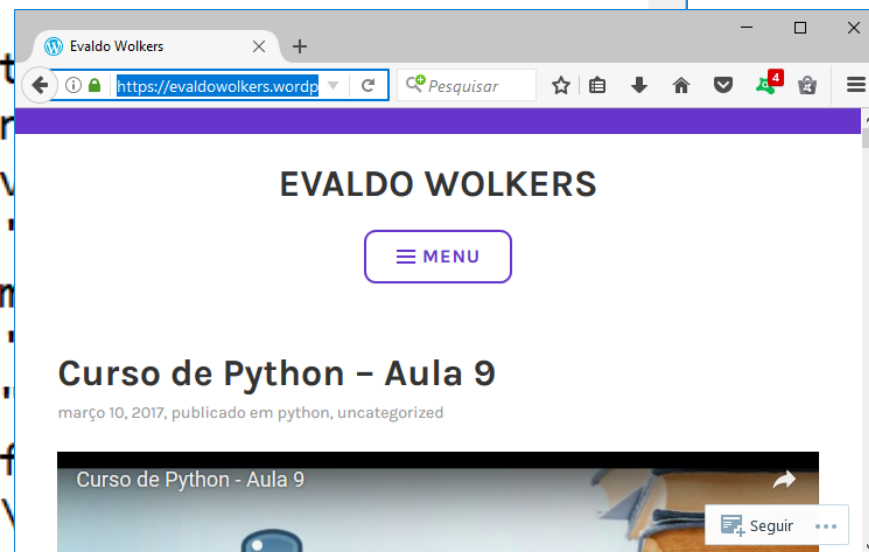 Evaldo Wolkers
https://evaldowolkers.wordp
Pesquisar
4
EVALDO WOLKERS
MENU
Curso de Python – Aula 9
março 10, 2017, publicado em python, uncategorized
Curso de Python - Aula 9
Seguir